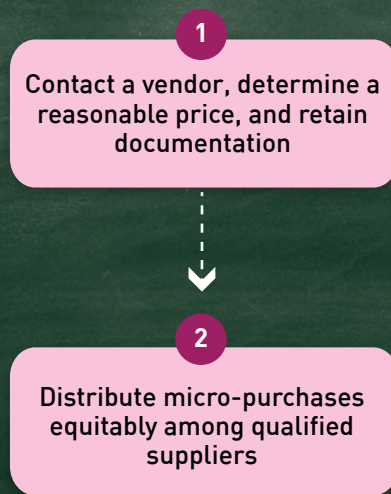 1
Contact a vendor, determine a
reasonable price, and retain
documentation
2
Distribute micro-purchases
equitably among qualified
suppliers